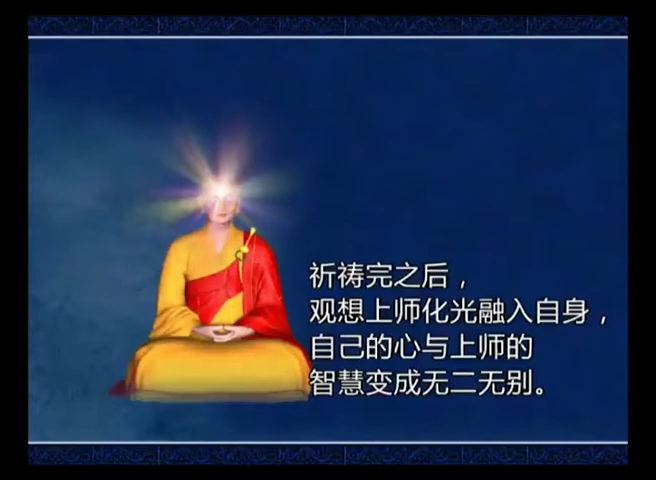 祈祷完之后，
观想上师化光融入自身，
自己的心与上师的
智慧变成无二无别。